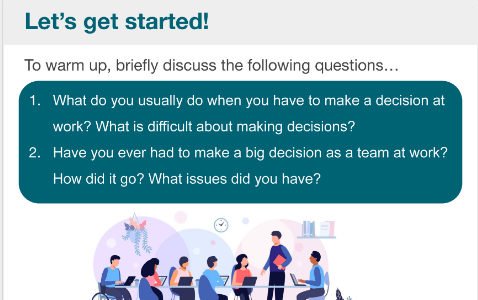 Let's get started!
To warm up, briefly discuss the following questions…
1. What do you usually do when you have to make a decision at
work? What is difficult about making decisions?
2. Have you ever had to make a big decision as a team at work?
How did it go? What issues did you have?